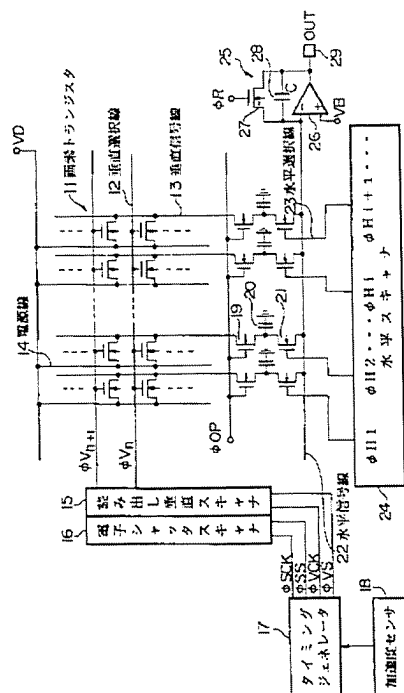 VD
11 画素トランジスタ
12 垂直選択線
13 垂直信号線
14 電源線
φVn+1
φVn
φOP
15 読み出し垂直スキャナ
16 電子シャッタスキャナ
φSCK
φSS
φVCK
φVS
17
タイミング
ジェネレータ
18
加速度センサ
19
20
21
22 水平信号線
23 水平選択線
φH1 φH2・・・φHi φHi+1・・・
水平スキャナ
24
φR
25
27
28
C
26
VB
OUT
29